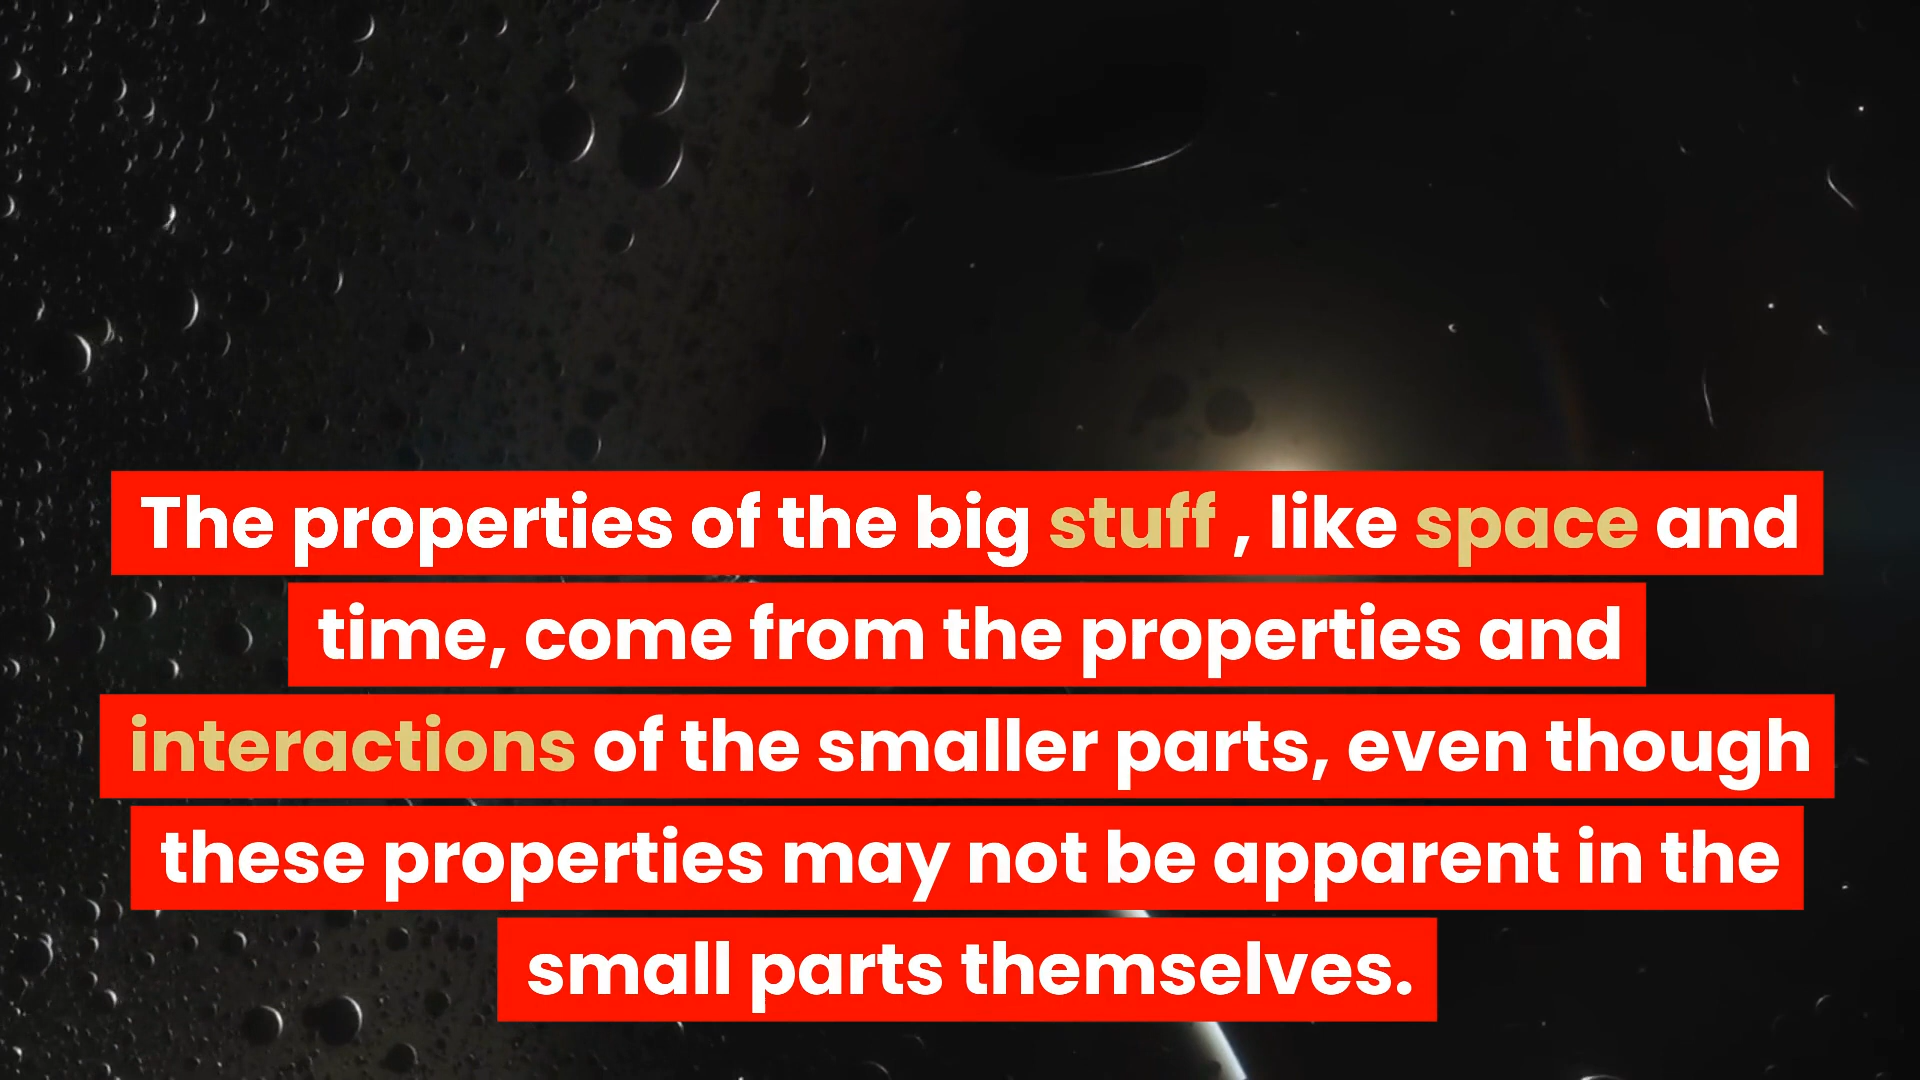 The properties of the big stuff , like space and
time, come from the properties and
interactions of the smaller parts, even though
these properties may not be apparent in the
small parts themselves.